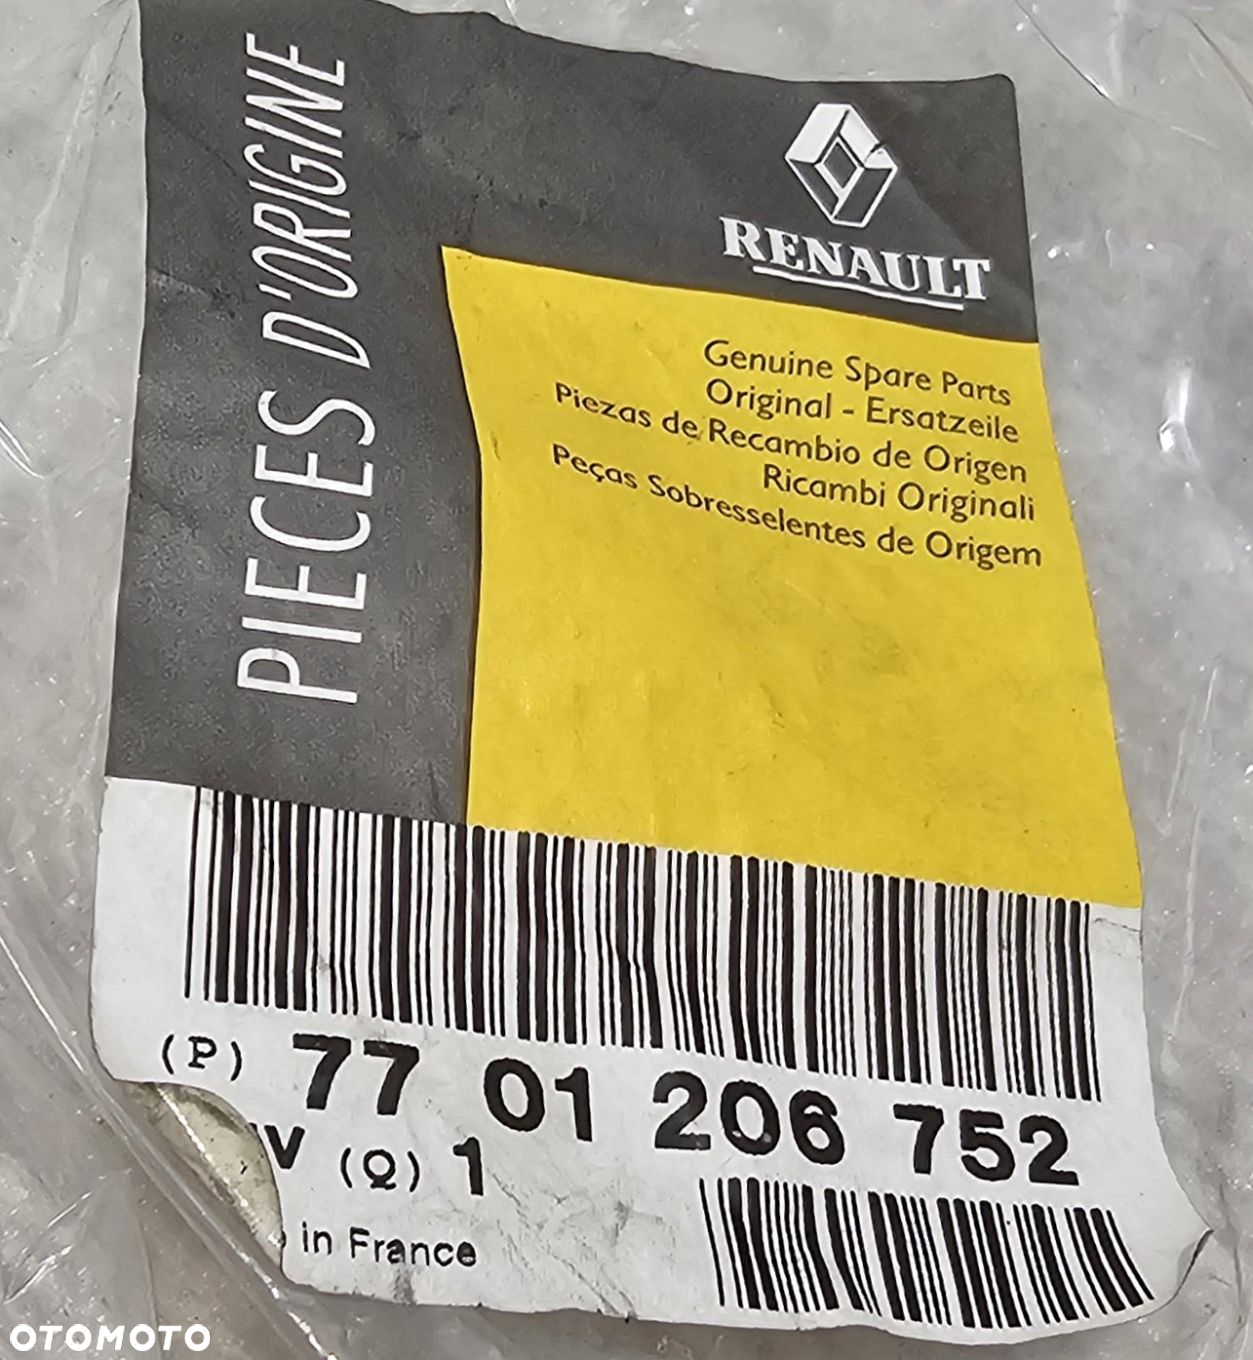 PIECES D'ORIGINE
RENAULT
Genuine Spare Parts
Original - Ersatzeile
Piezas de Recambio de Origen
Ricambi Originali
Peças Sobresselentes de Origem
(P) 77 01 206 752
V (Q) 1
in France
OTOMOTO